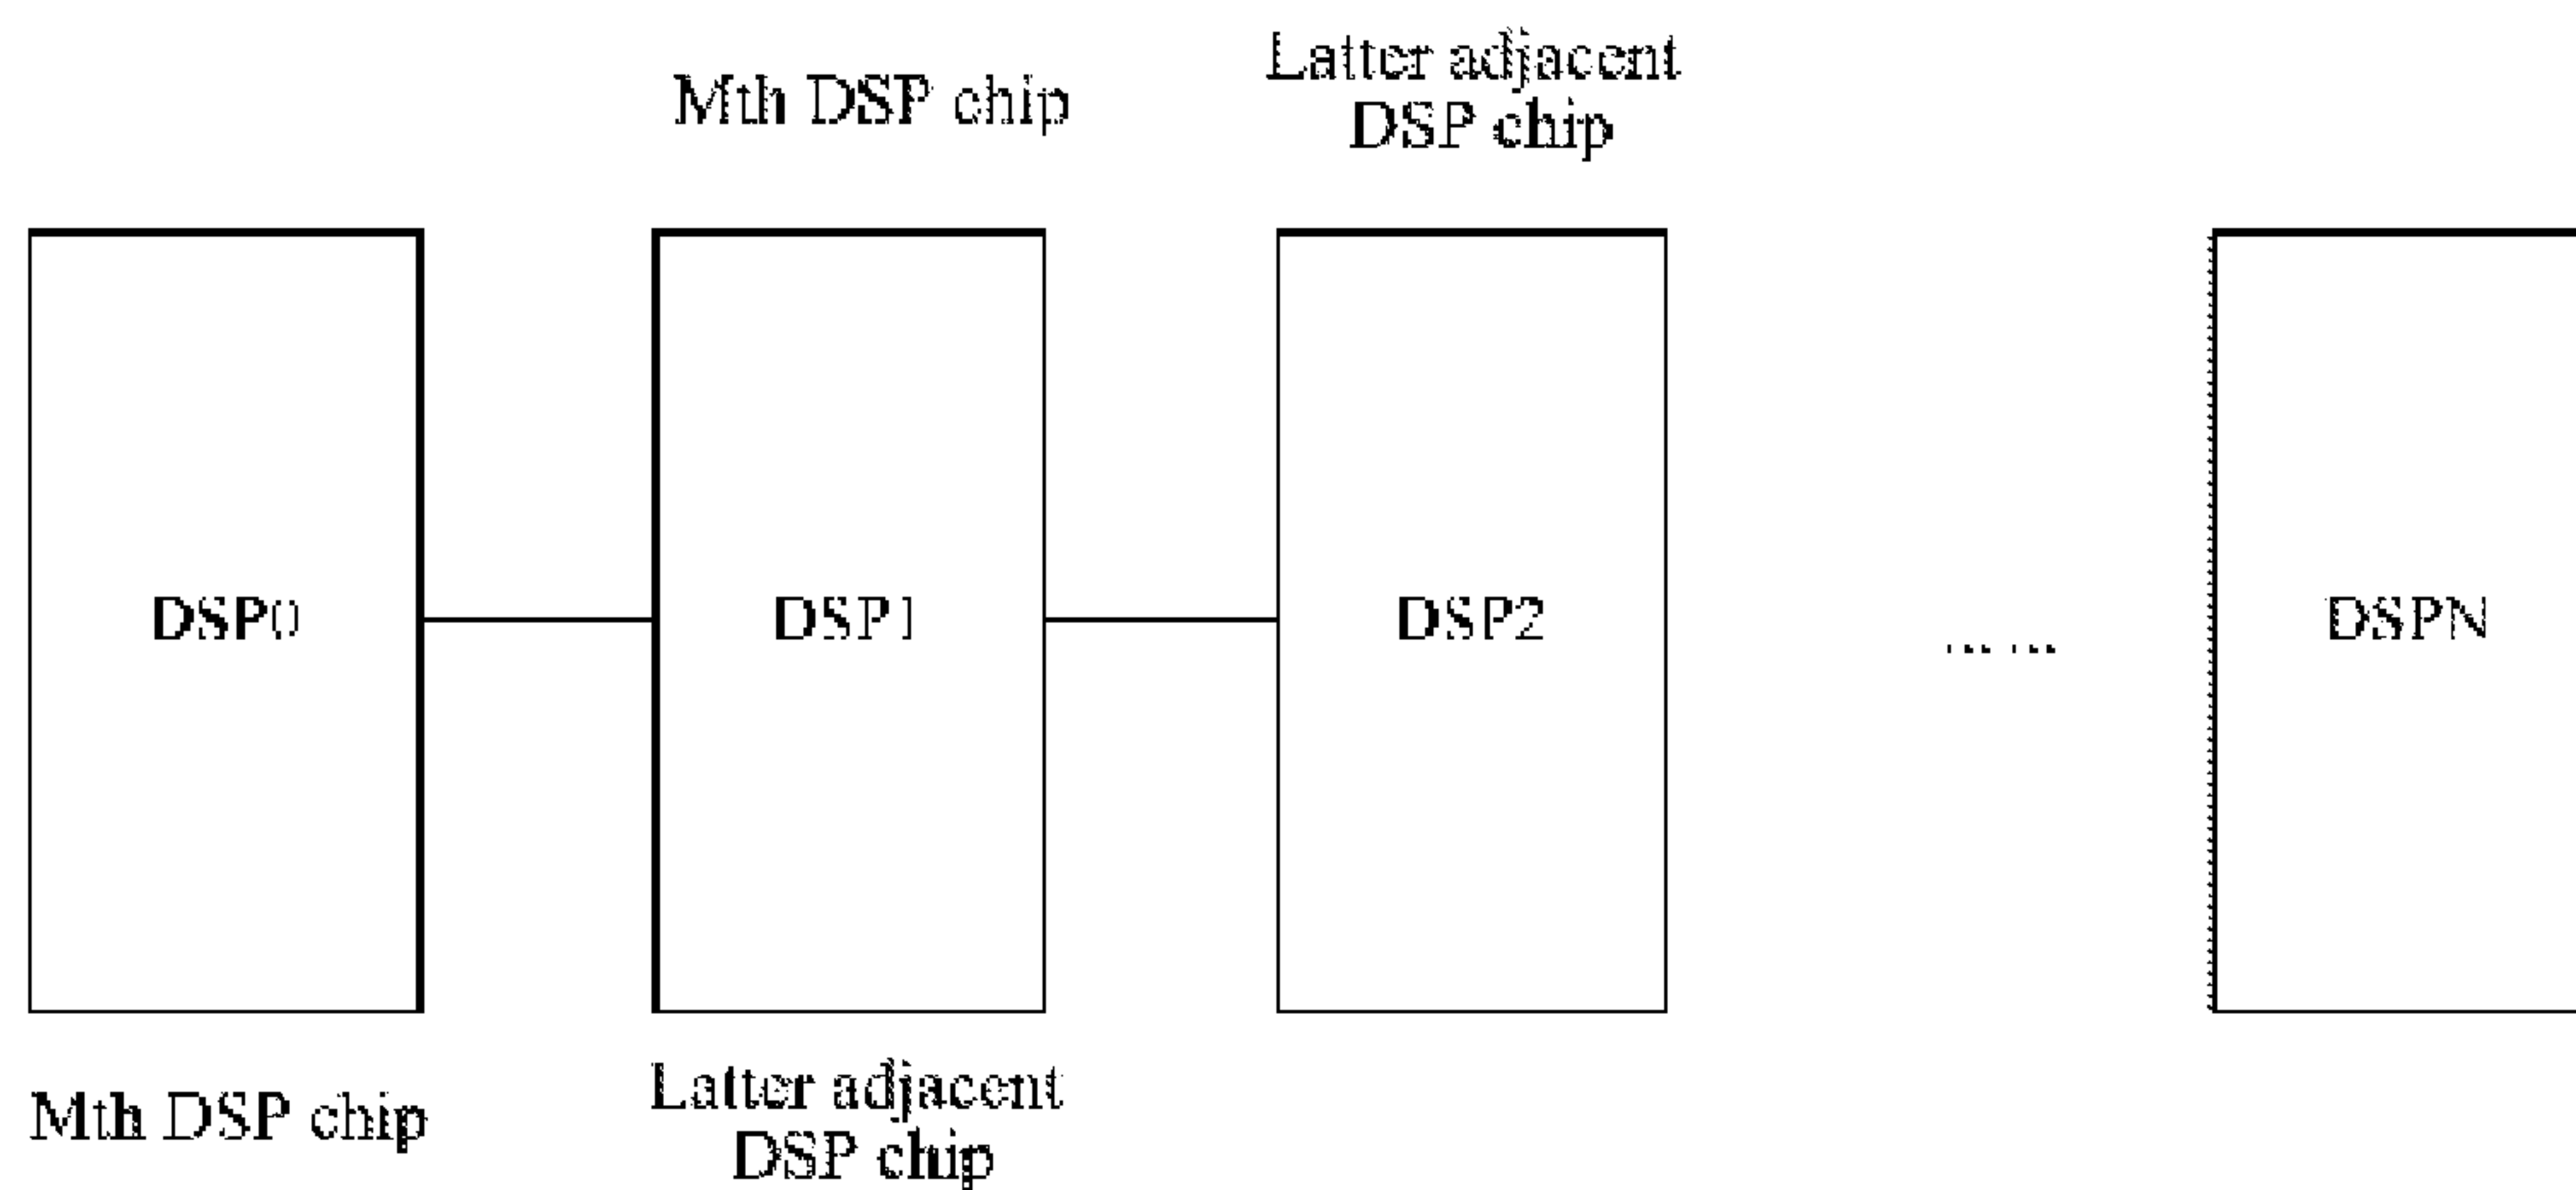 Mth DSP chip
Latter adjacent
DSP chip
DSP0
DSP1
DSP2
... ...
DSPN
Mth DSP chip
Latter adjacent
DSP chip